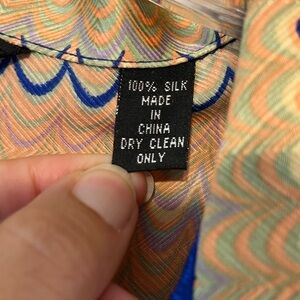 100% SILK
MADE
IN
CHINA
DRY CLEAN
ONLY